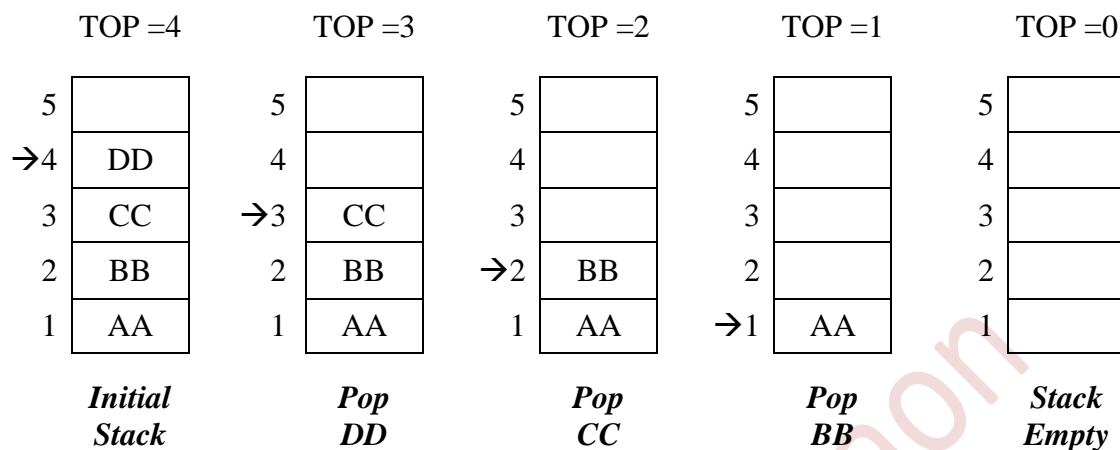 TOP =4 TOP =3 TOP =2 TOP =1 TOP =0
5 5 5 5 5
→4 DD 4 4 4 4
3 CC →3 CC 3 3 3
2 BB 2 BB →2 BB 2 2
1 AA 1 AA 1 AA →1 AA 1
Initial Pop Pop Pop Stack
Stack DD CC BB Empty